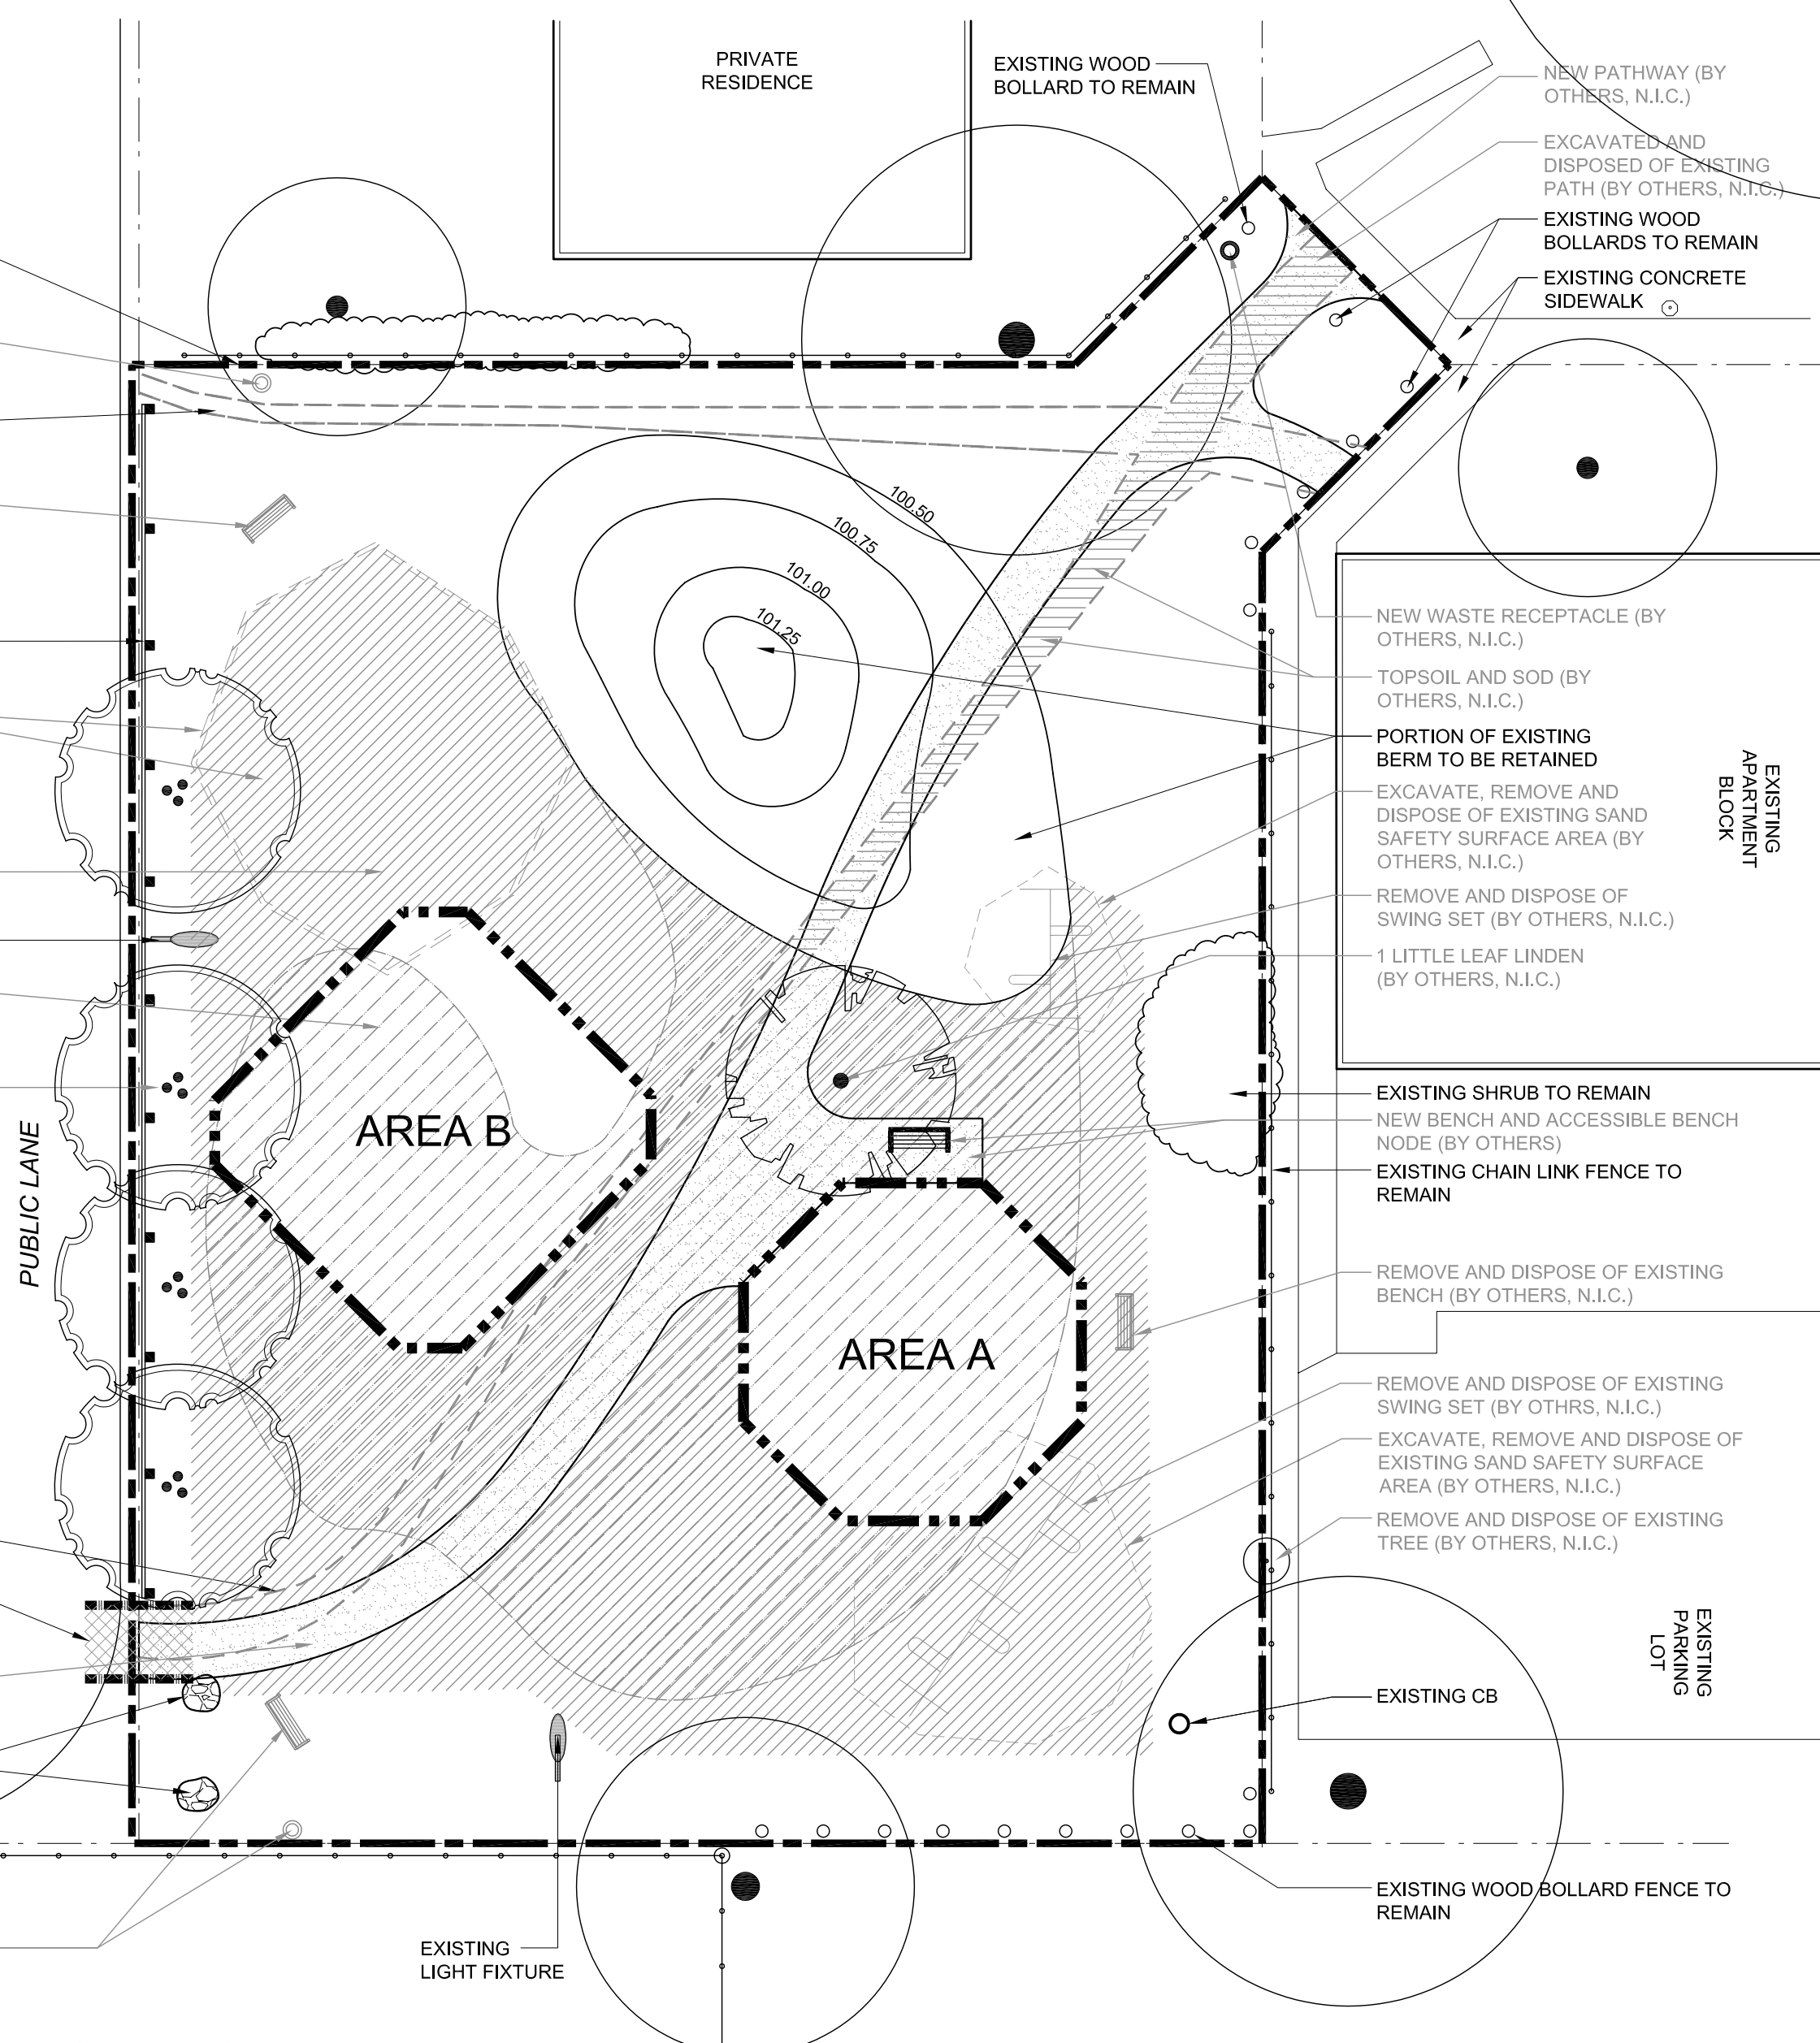 PRIVATE
RESIDENCE
EXISTING WOOD
BOLLARD TO REMAIN
NEW PATHWAY (BY
OTHERS, N.I.C.)
EXCAVATED AND
DISPOSED OF EXISTING
PATH (BY OTHERS, N.I.C.)
EXISTING WOOD
BOLLARDS TO REMAIN
EXISTING CONCRETE
SIDEWALK
100.50
100.75
101.00
101.25
NEW WASTE RECEPTACLE (BY
OTHERS, N.I.C.)
TOPSOIL AND SOD (BY
OTHERS, N.I.C.)
PORTION OF EXISTING
BERM TO BE RETAINED
EXCAVATE, REMOVE AND
DISPOSE OF EXISTING SAND
SAFETY SURFACE AREA (BY
OTHERS, N.I.C.)
REMOVE AND DISPOSE OF
SWING SET (BY OTHERS, N.I.C.)
1 LITTLE LEAF LINDEN
(BY OTHERS, N.I.C.)
EXISTING
APARTMENT
BLOCK
AREA B
PUBLIC LANE
EXISTING SHRUB TO REMAIN
NEW BENCH AND ACCESSIBLE BENCH
NODE (BY OTHERS)
EXISTING CHAIN LINK FENCE TO
REMAIN
REMOVE AND DISPOSE OF EXISTING
BENCH (BY OTHERS, N.I.C.)
AREA A
REMOVE AND DISPOSE OF EXISTING
SWING SET (BY OTHRS, N.I.C.)
EXCAVATE, REMOVE AND DISPOSE OF
EXISTING SAND SAFETY SURFACE
AREA (BY OTHERS, N.I.C.)
REMOVE AND DISPOSE OF EXISTING
TREE (BY OTHERS, N.I.C.)
EXISTING
PARKING
LOT
EXISTING CB
EXISTING WOOD BOLLARD FENCE TO
REMAIN
EXISTING
LIGHT FIXTURE